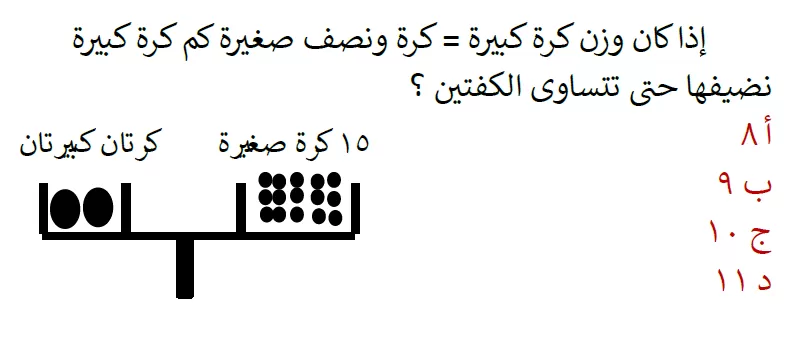 إذا كان وزن كرة كبيرة = كرة ونصف صغيرة كم كرة كبيرة
نضيفها حتى تتساوى الكفتين ؟
أ ٨
ب ٩
ج ١٠
د ١١
١٥ كرة صغيرة
كرتان كبيرتان